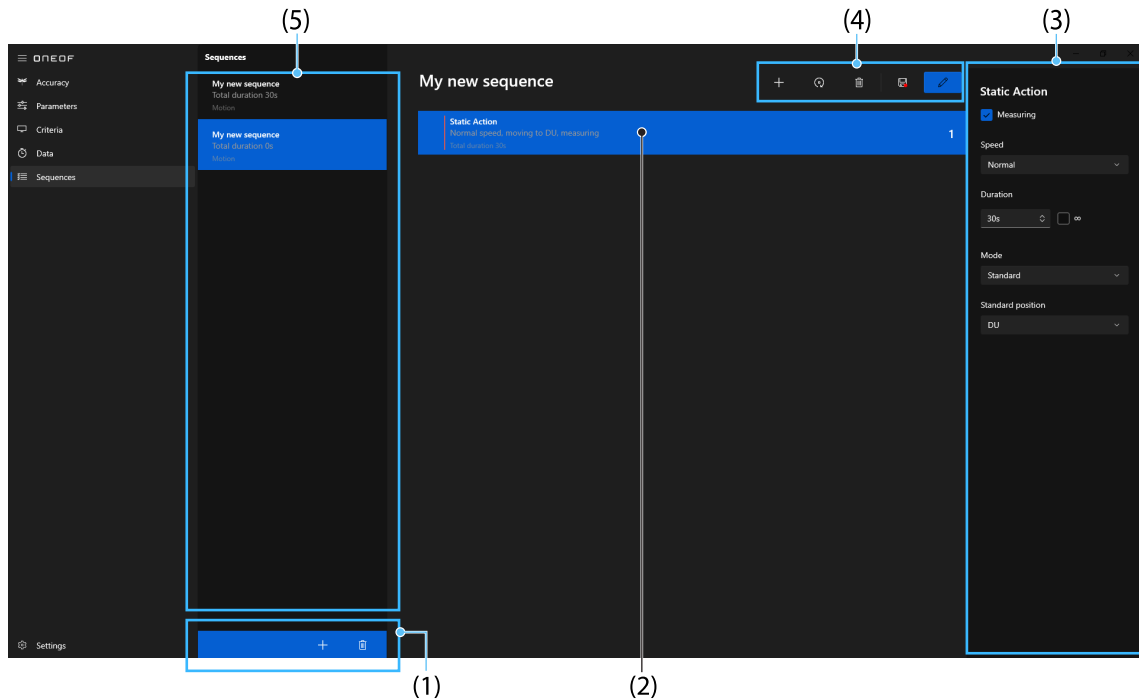 (5)
(4)
(3)
ONEOF
Accuracy
Parameters
Criteria
Data
Sequences
Settings
Sequences
My new sequence
Total duration 30s
Motion
My new sequence
Total duration 0s
Motion
My new sequence
Static Action
Normal speed, moving to DU, measuring
Total duration 30s
1
Static Action
Measuring
Speed
Normal
Duration
30s ∞
Mode
Standard
Standard position
DU
(1)
(2)